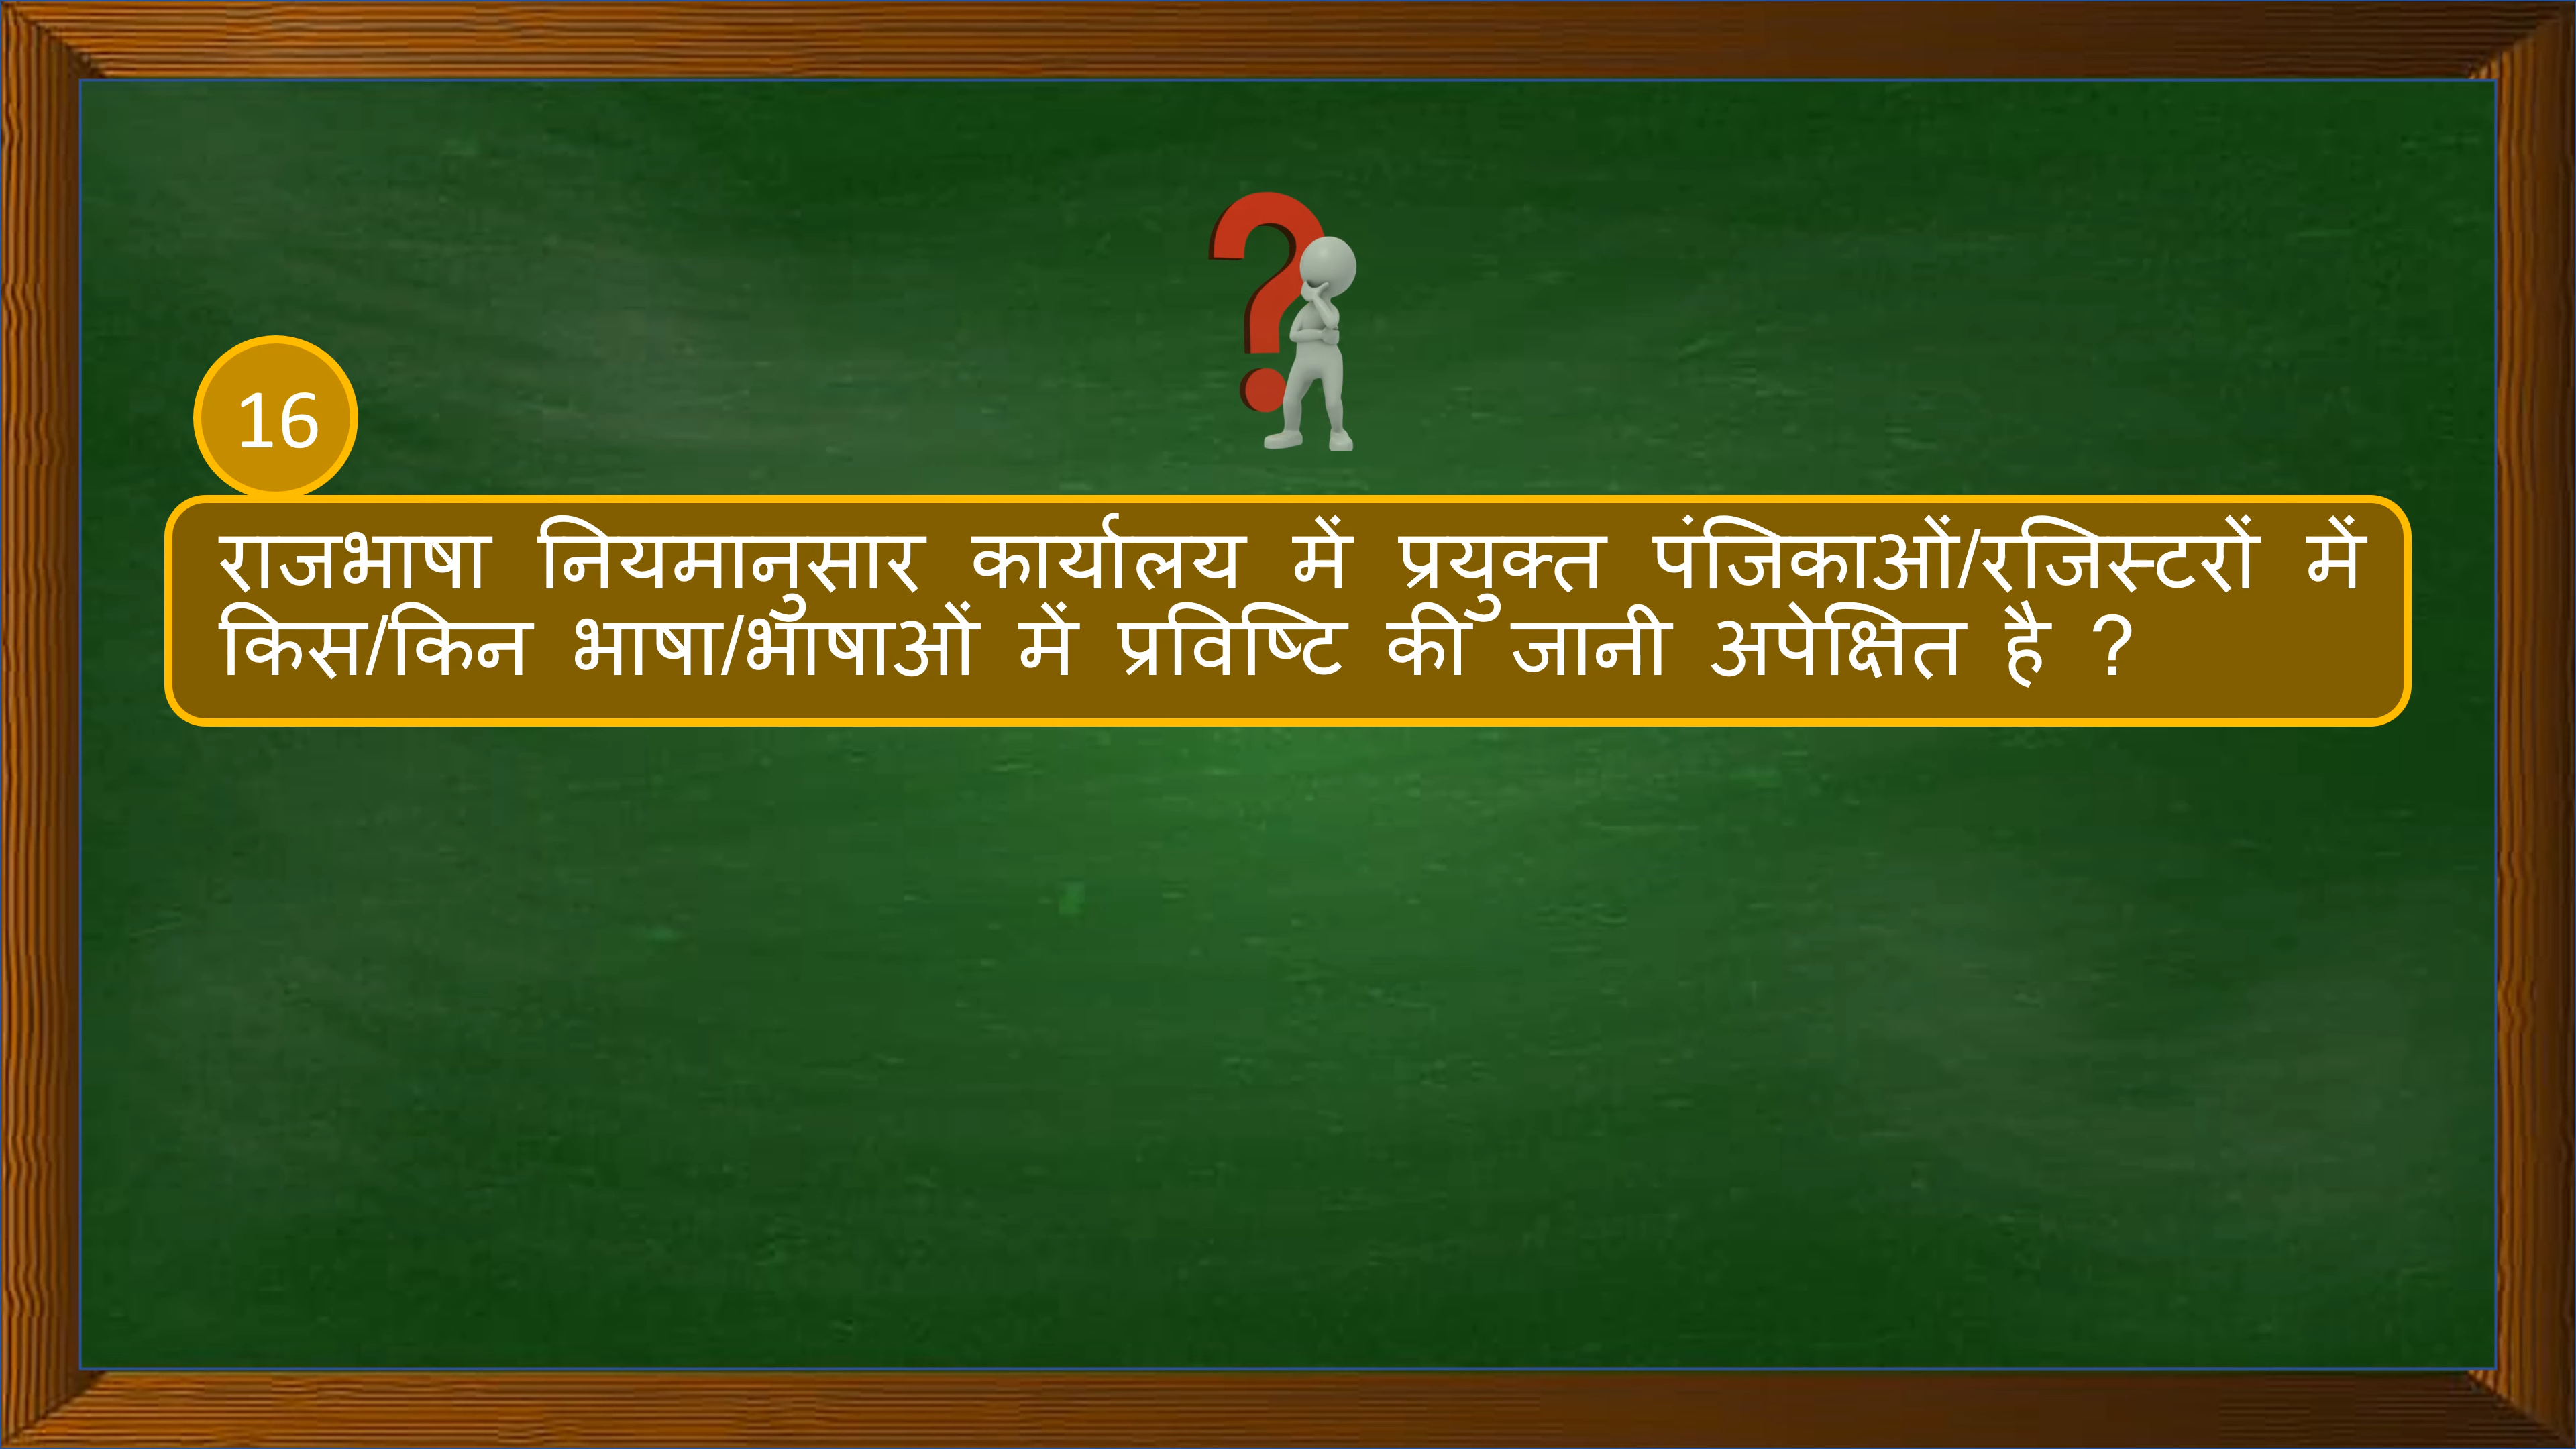 16
राजभाषा नियमानुसार कार्यालय में प्रयुक्त पंजिकाओं/रजिस्टरों में
किस/किन भाषा/भाषाओं में प्रविष्टि की जानी अपेक्षित है ?